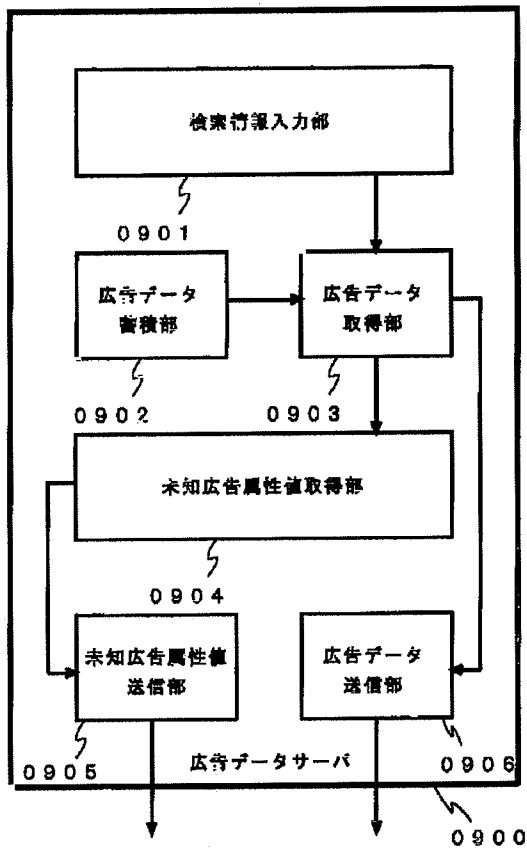 検索情報入力部
0901
広告データ
蓄積部
広告データ
取得部
0902
0903
未知広告属性値取得部
0904
未知広告属性値
送信部
広告データ
送信部
0905
広告データサーバ
0906
0900